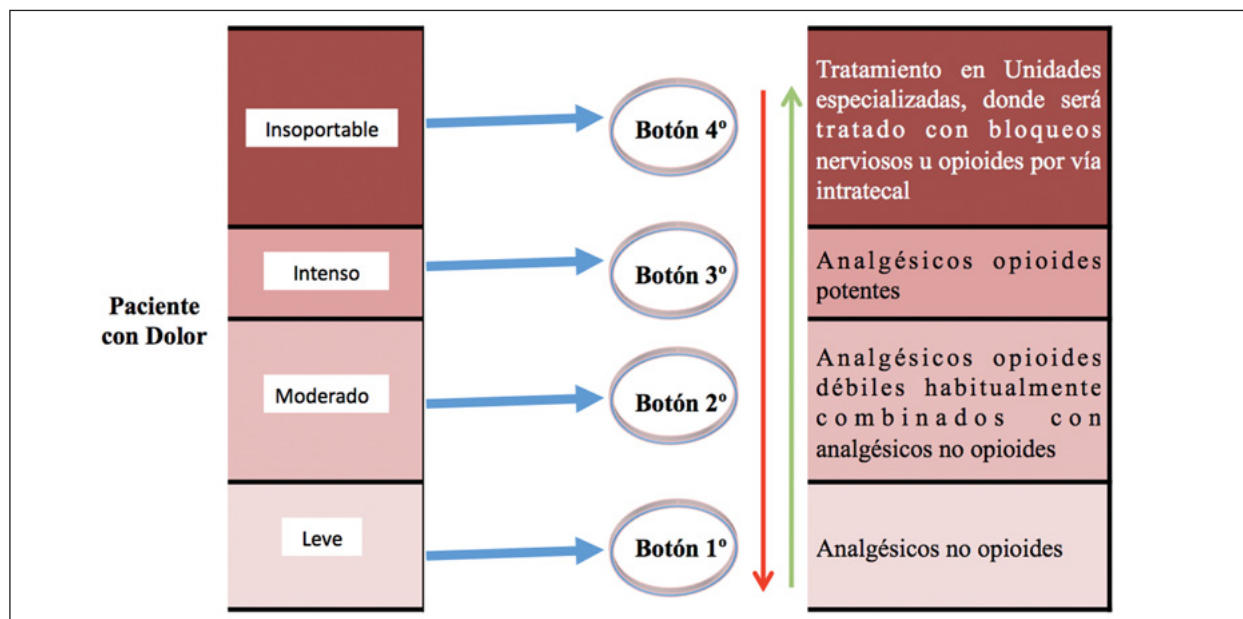 Paciente
con Dolor
Insoportable
Botón 4º
Tratamiento en Unidades
especializadas, donde será
tratado con bloqueos
nerviosos u opioides por vía
intratecal
Intenso
Botón 3º
Analgésicos opioides
potentes
Moderado
Botón 2º
Analgésicos opioides
débiles habitualmente
combinados con
analgésicos no opioides
Leve
Botón 1º
Analgésicos no opioides